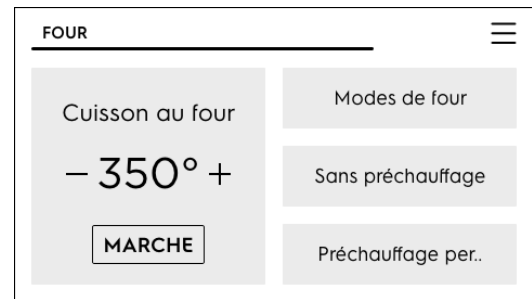 FOUR
Cuisson au four
− 350° +
MARCHE
Modes de four
Sans préchauffage
Préchauffage per..